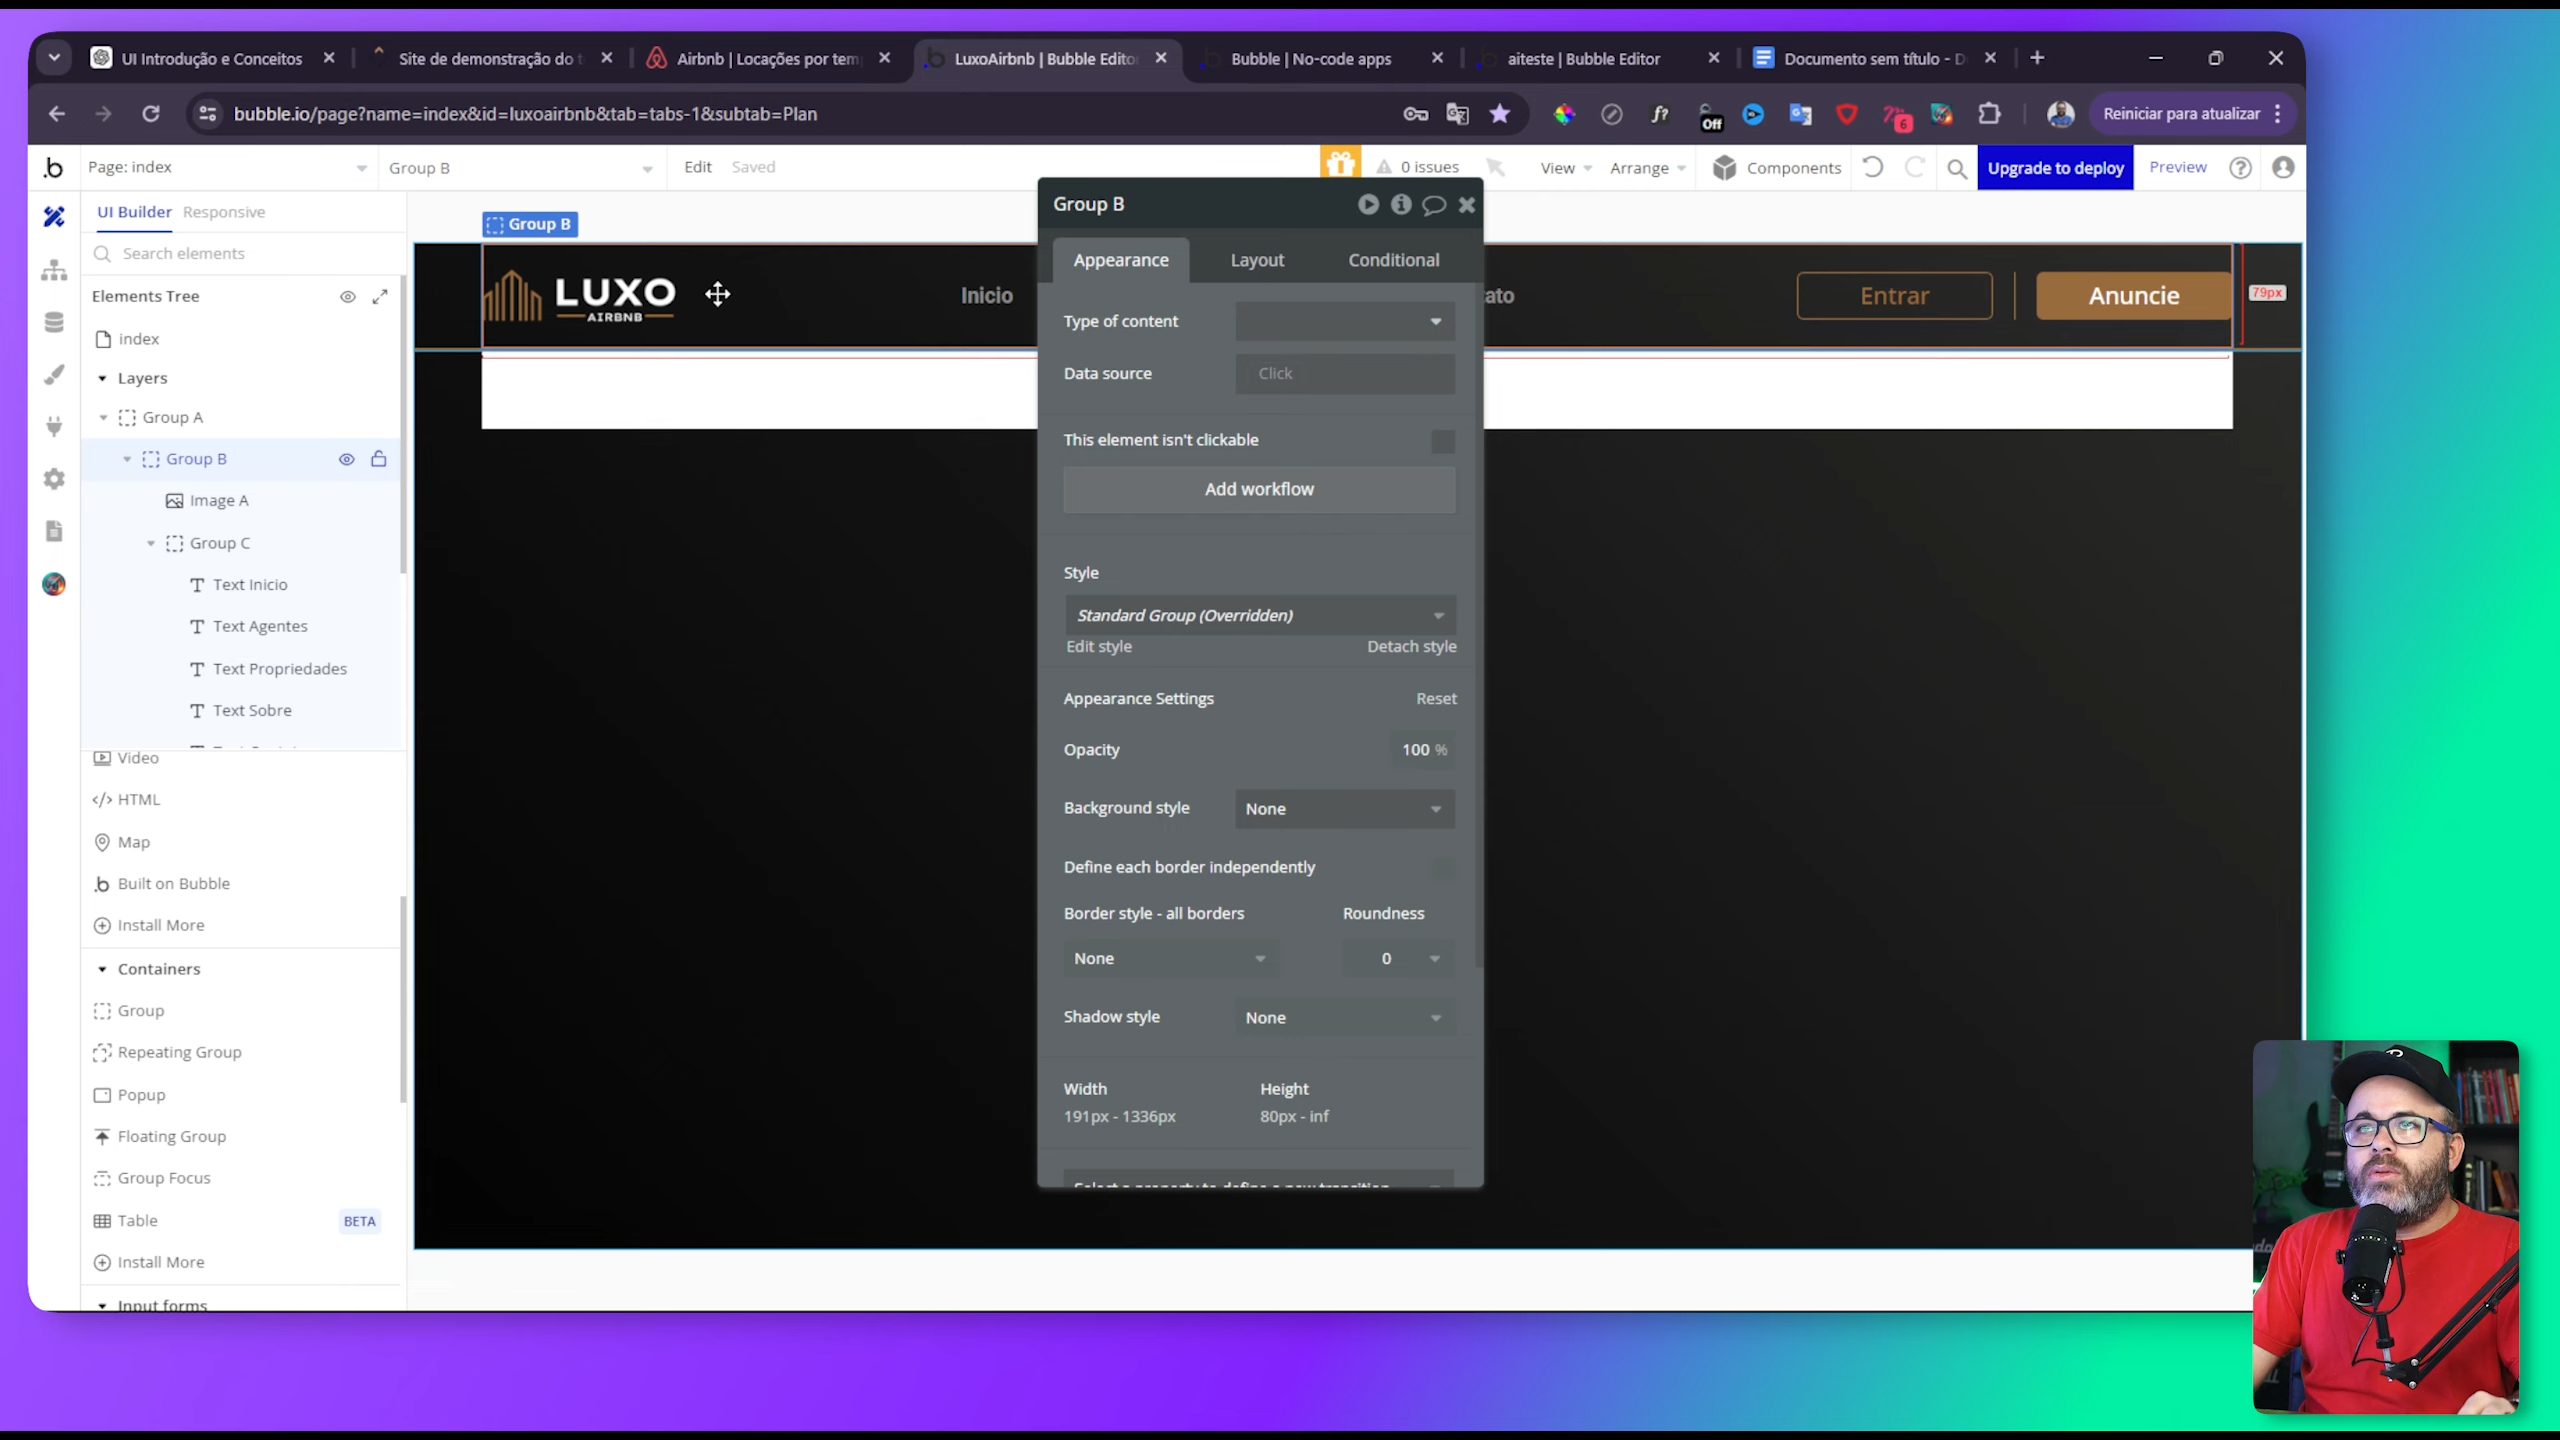 UI Introdução e Conceitos
Site de demonstração do t
Airbnb | Locações por tem
LuxoAirbnb | Bubble Edito
Bubble | No-code apps
aiteste | Bubble Editor
Documento sem título - D
bubble.io/page?name=index&id=luxoairbnb&tab=tabs-1&subtab=Plan
f?
Off
6
Reiniciar para atualizar
Page: index
Group B
Edit
Saved
0 issues
View
Arrange
Components
Upgrade to deploy
Preview
UI Builder
Responsive
Search elements
Elements Tree
index
Layers
Group A
Group B
Image A
Group C
Text Inicio
Text Agentes
Text Propriedades
Text Sobre
Video
</> HTML
Map
Built on Bubble
Install More
Containers
Group
Repeating Group
Popup
Floating Group
Group Focus
Table
BETA
Install More
Input forms
Group B
LUXO
AIRBNB
Inicio
ato
Entrar
Anuncie
79px
Group B
Appearance
Layout
Conditional
Type of content
Data source
Click
This element isn't clickable
Add workflow
Style
Standard Group (Overridden)
Edit style
Detach style
Appearance Settings
Reset
Opacity
100 %
Background style
None
Define each border independently
Border style - all borders
Roundness
None
0
Shadow style
None
Width
Height
191px - 1336px
80px - inf
Select a property to define a new transition